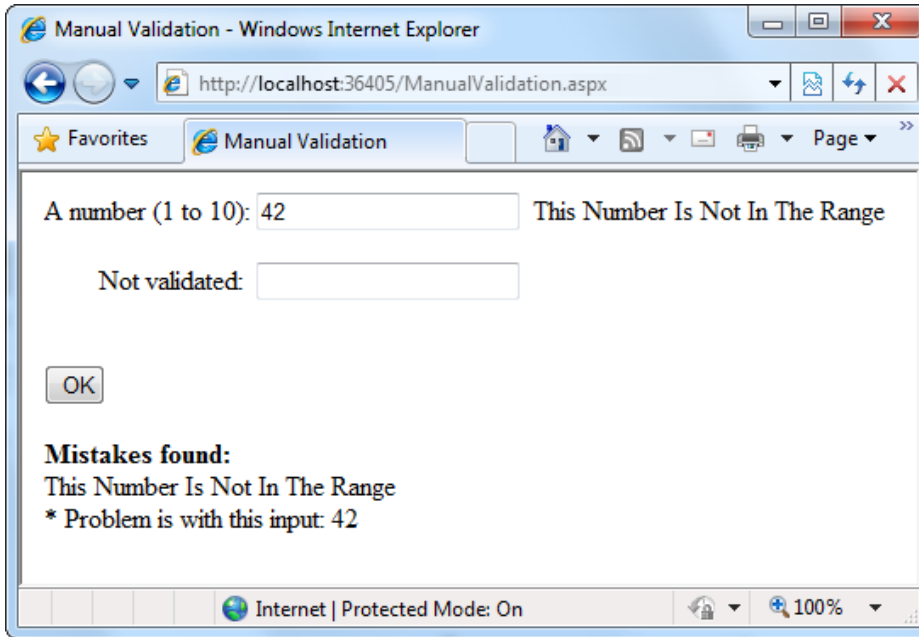 Manual Validation - Windows Internet Explorer
http://localhost:36405/ManualValidation.aspx
Favorites Manual Validation Page »
A number (1 to 10): 42 This Number Is Not In The Range
Not validated:
OK
Mistakes found:
This Number Is Not In The Range
* Problem is with this input: 42
Internet | Protected Mode: On 100%